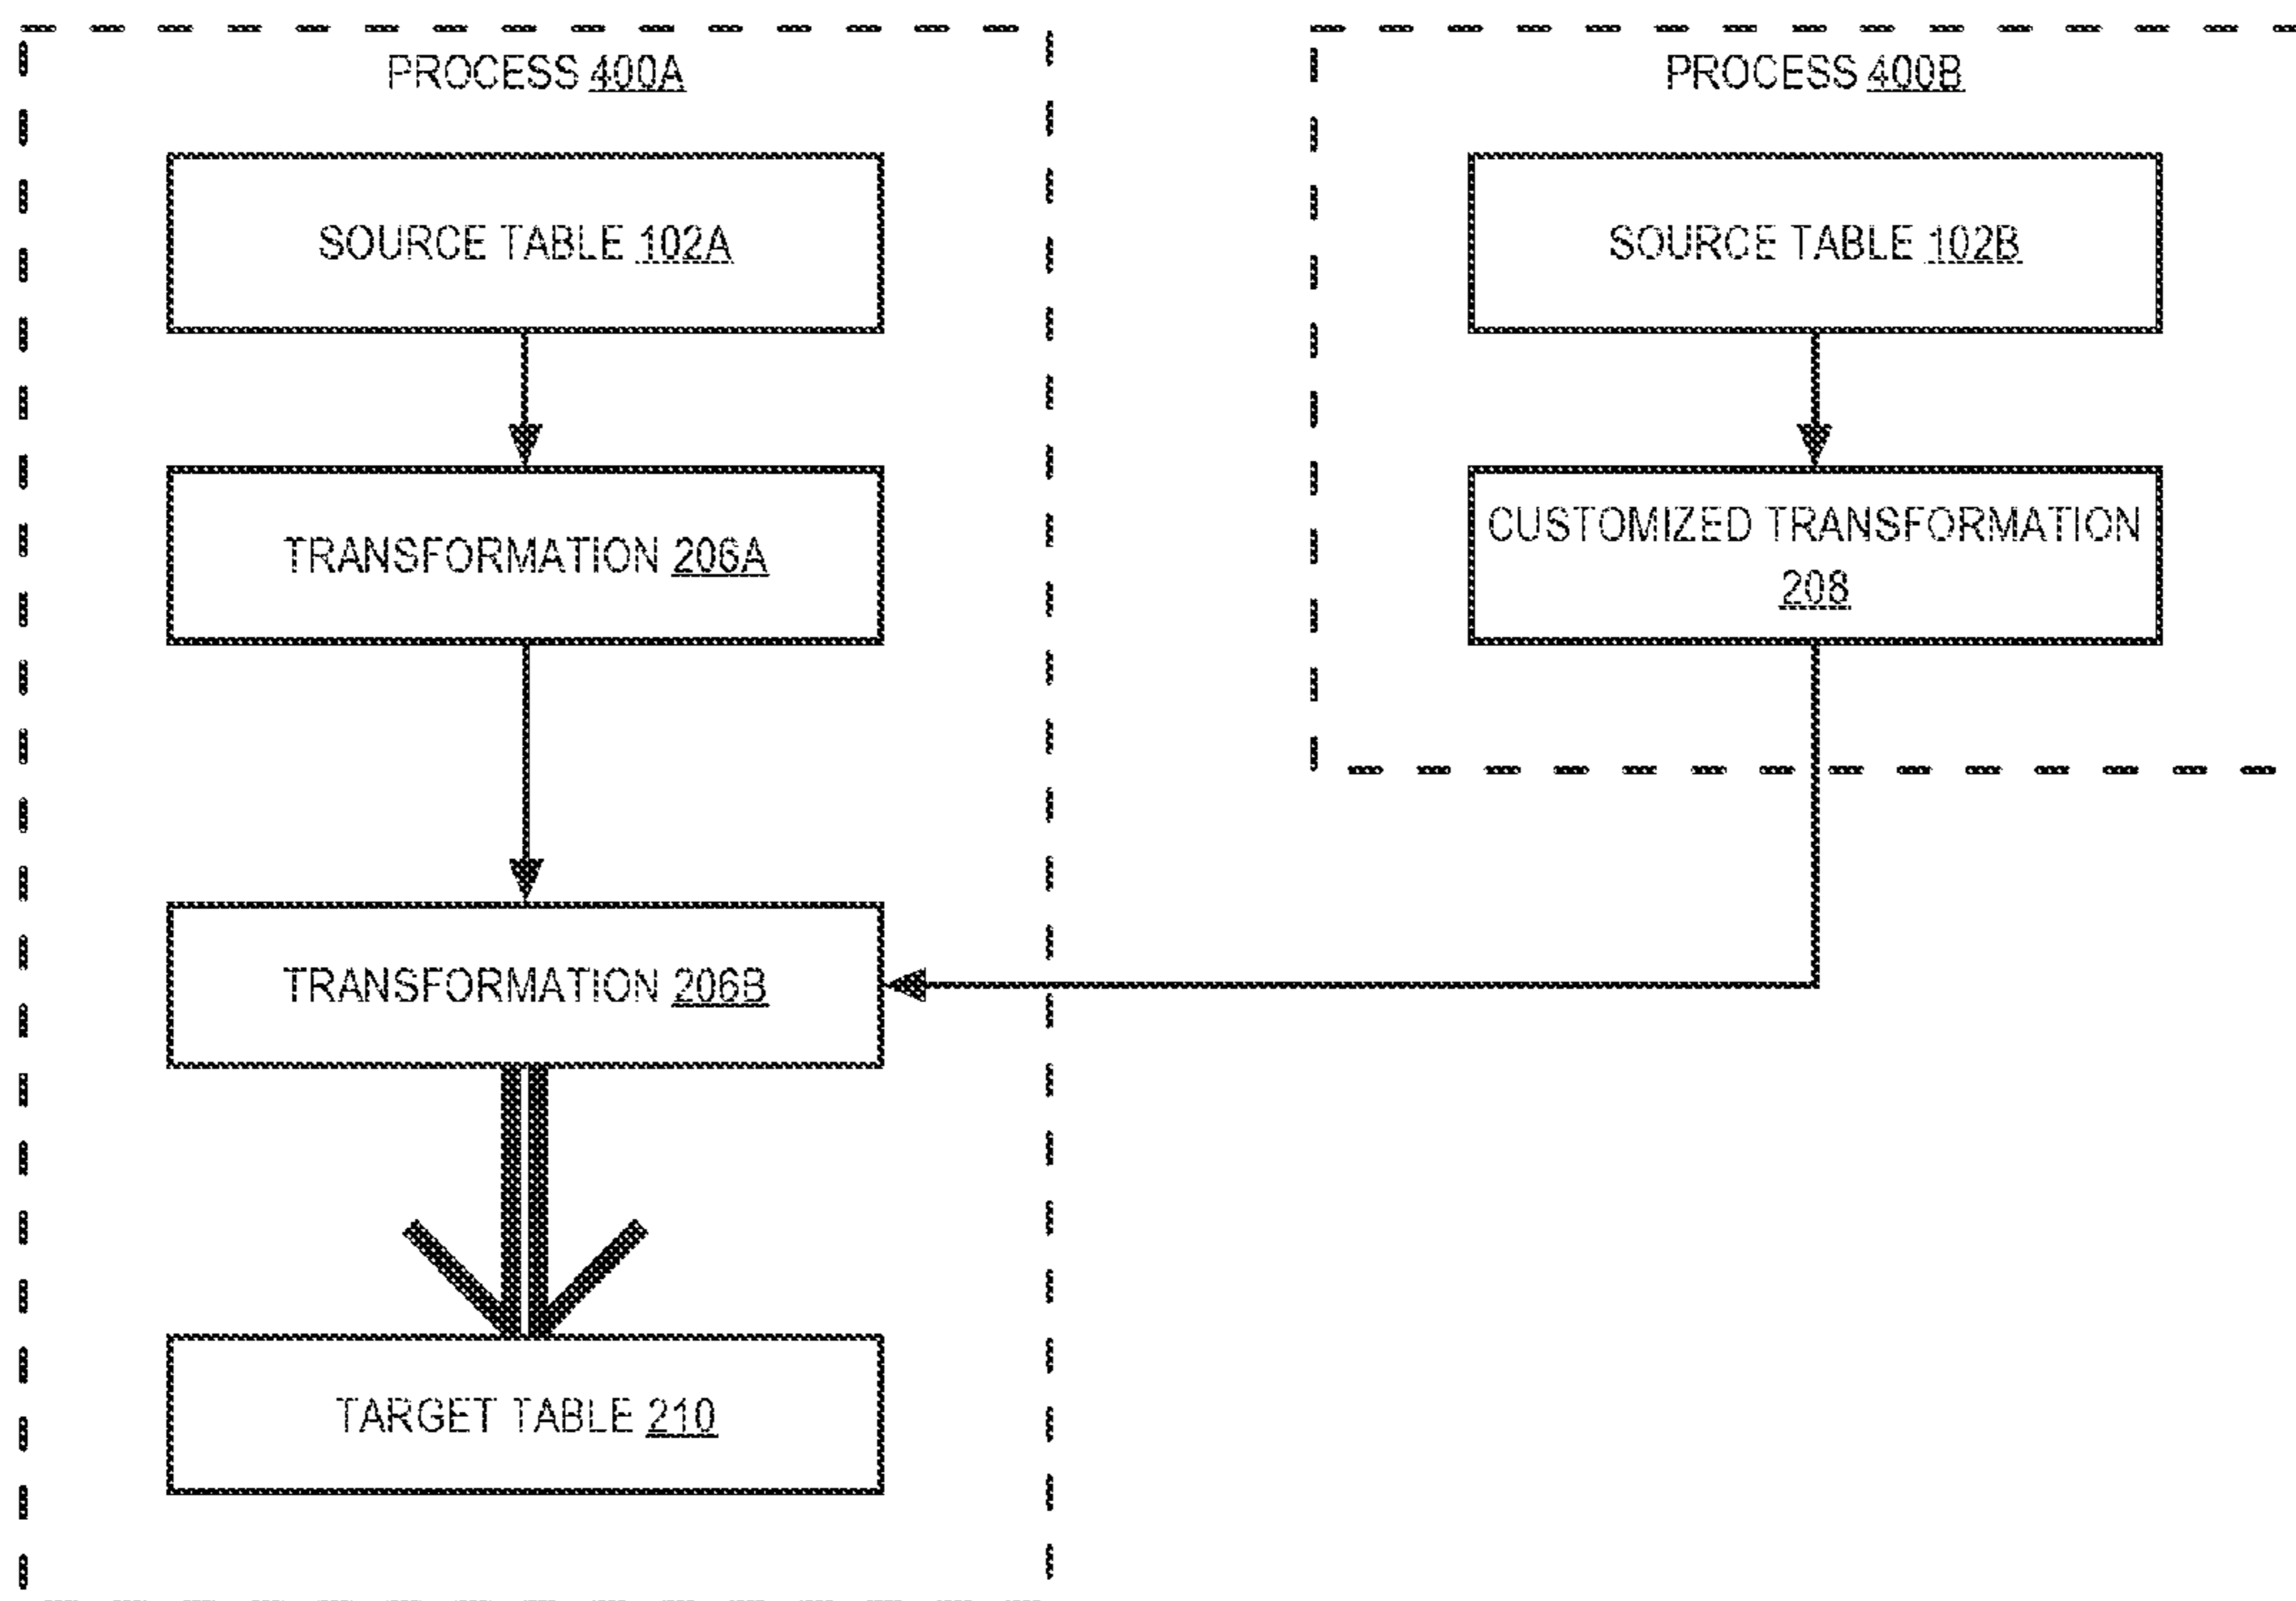 PROCESS 400A
SOURCE TABLE 102A
TRANSFORMATION 206A
TRANSFORMATION 206B
TARGET TABLE 210
PROCESS 400B
SOURCE TABLE 102B
CUSTOMIZED TRANSFORMATION
208